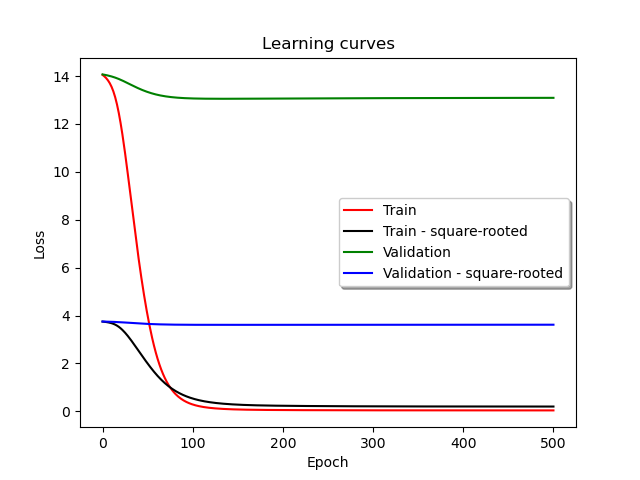 Learning curves
14
12
10
8
6
4
2
0
Loss
Train
Train - square-rooted
Validation
Validation - square-rooted
0 100 200 300 400 500
Epoch